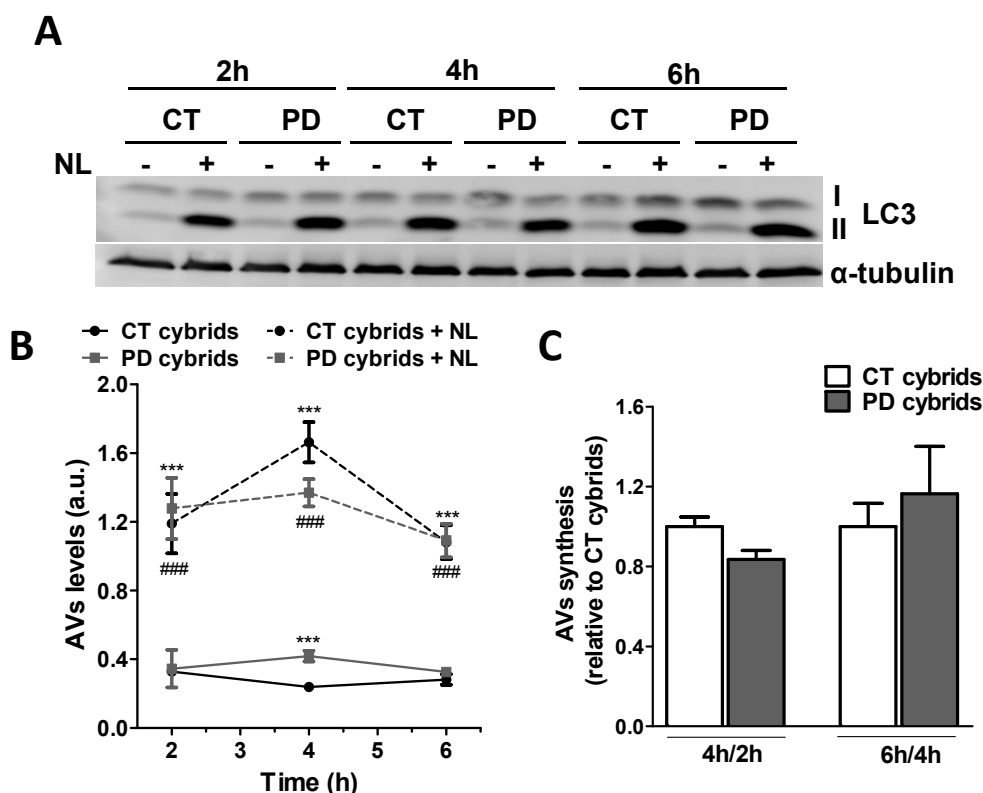 A
2h 4h 6h
CT PD CT PD CT PD
NL - + - + - + - + - + - +
I
II LC3
α-tubulin
B
CT cybrids CT cybrids + NL
PD cybrids PD cybrids + NL
AVs levels (a.u.)
2.0
1.6
1.2
0.8
0.4
0.0
***
***
***
###
###
###
***
2 3 4 5 6
Time (h)
C
CT cybrids
PD cybrids
AVs synthesis
(relative to CT cybrids)
1.6
1.2
0.8
0.4
0.0
4h/2h 6h/4h